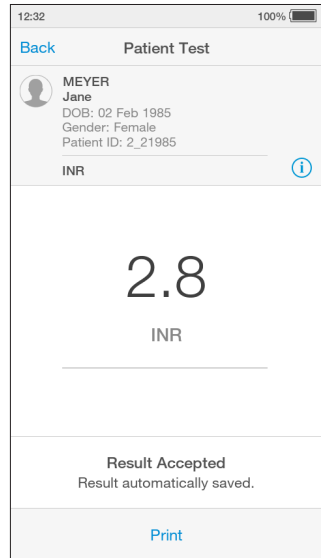 12:32 100%
Back Patient Test
MEYER
Jane
DOB: 02 Feb 1985
Gender: Female
Patient ID: 2_21985
INR i
2.8
INR
Result Accepted
Result automatically saved.
Print